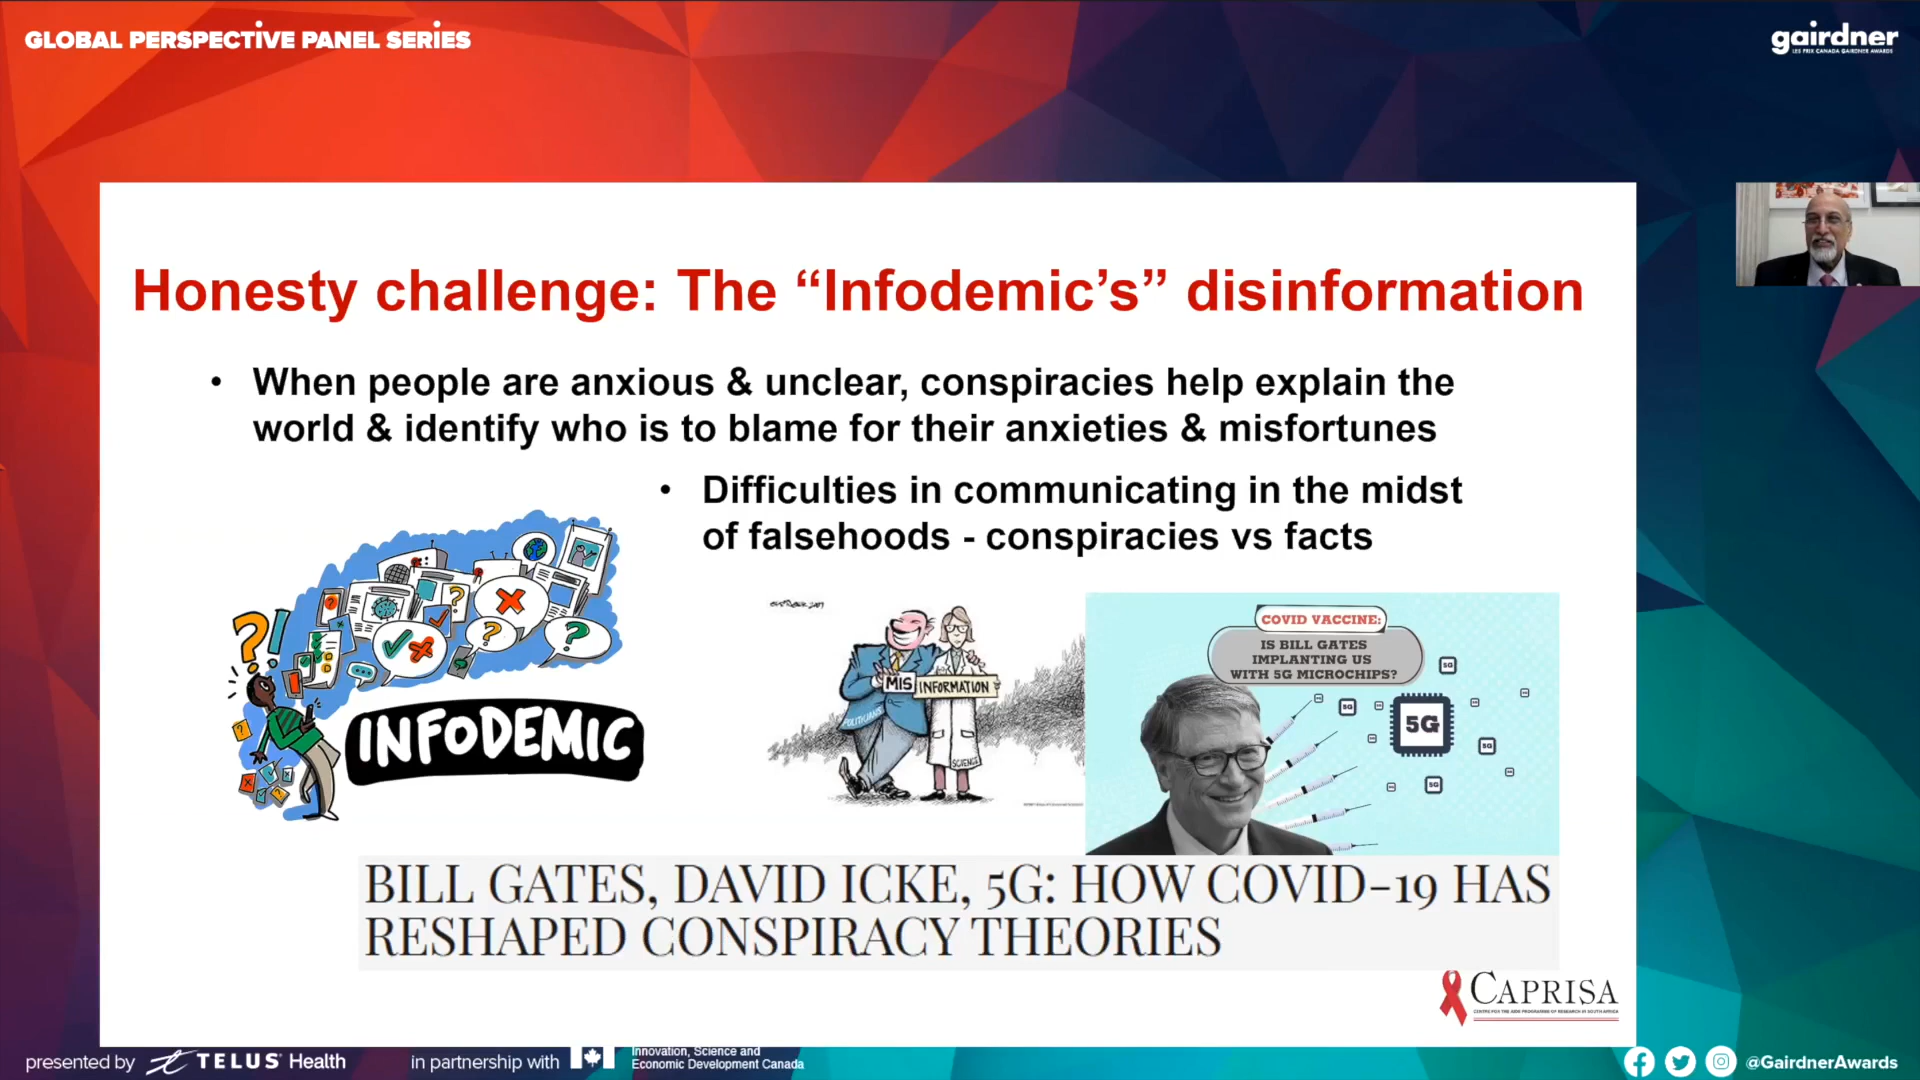 GLOBAL PERSPECTIVE PANEL SERIES
gairdner
LES PRIX CANADA GAIRDNER AWARDS
Honesty challenge: The “Infodemic’s” disinformation
• When people are anxious & unclear, conspiracies help explain the
world & identify who is to blame for their anxieties & misfortunes
• Difficulties in communicating in the midst
of falsehoods - conspiracies vs facts
INFODEMIC
MIS INFORMATION
POLITICIANS
SCIENCE
COVID VACCINE:
IS BILL GATES
IMPLANTING US
WITH 5G MICROCHIPS?
5G
5G
5G
5G
5G
BILL GATES, DAVID ICKE, 5G: HOW COVID-19 HAS
RESHAPED CONSPIRACY THEORIES
CAPRISA
CENTRE FOR THE AIDS PROGRAMME OF RESEARCH IN SOUTH AFRICA
presented by TELUS Health
in partnership with
Innovation, Science and
Economic Development Canada
@GairdnerAwards